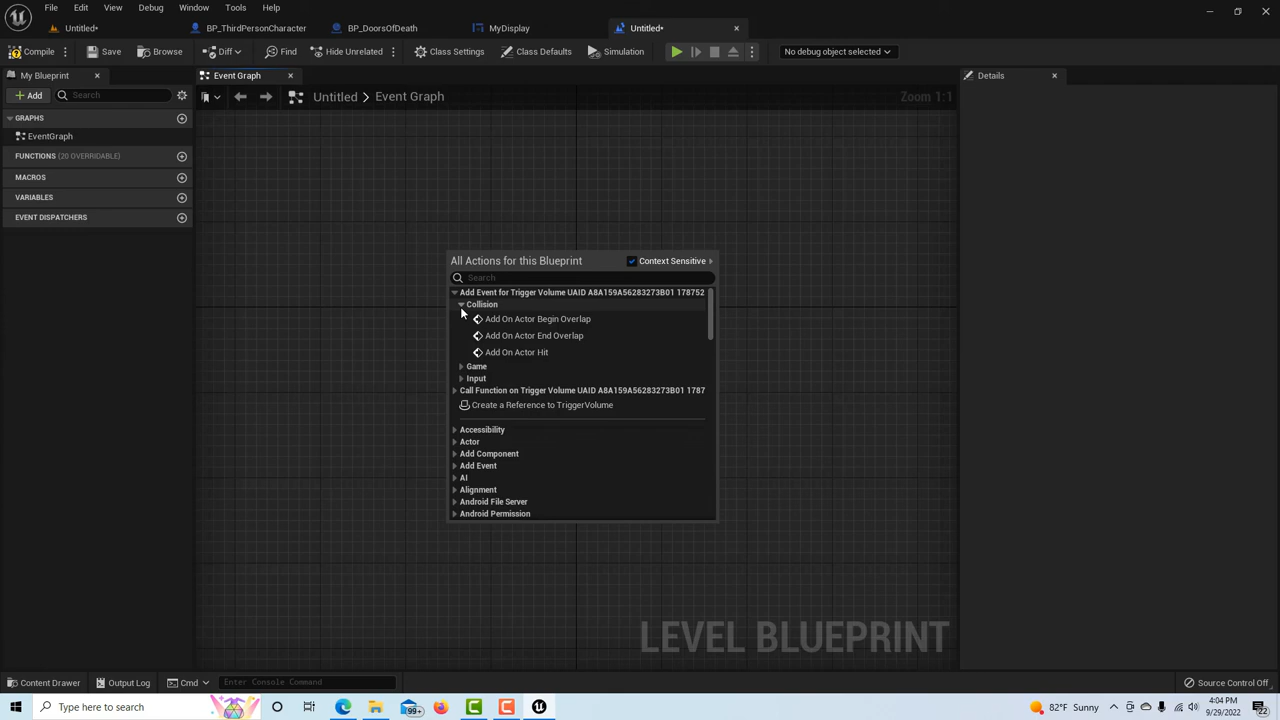 File Edit View Window Tools Help
Untitled* BP_ThirdPersonCharacter BP_DoorsOfDeath MyDisplay Untitled*
Compile Save Browse Diff Find Hide Unrelated Class Settings Class Defaults Simulation No debug object selected
My Blueprint Event Graph Details
Add Search Untitled > Event Graph Zoom 1:1
GRAPHS
EventGraph
FUNCTIONS (20 OVERRIDABLE)
MACROS
VARIABLES
EVENT DISPATCHERS
All Actions for this Blueprint Context Sensitive
Search
Add Event for Trigger Volume UAID A8A159A56283273B01 178752
Collision
Add On Actor Begin Overlap
Add On Actor End Overlap
Add On Actor Hit
Game
Input
Call Function on Trigger Volume UAID A8A159A56283273B01 1787
Create a Reference to TriggerVolume
Accessibility
Actor
Add Component
Add Event
AI
Alignment
Android File Server
Android Permission
LEVEL BLUEPRINT
Content Drawer Output Log Cmd Enter Console Command Source Control Off
Type here to search 99+ 82°F Sunny 4:04 PM
9/29/2022 22